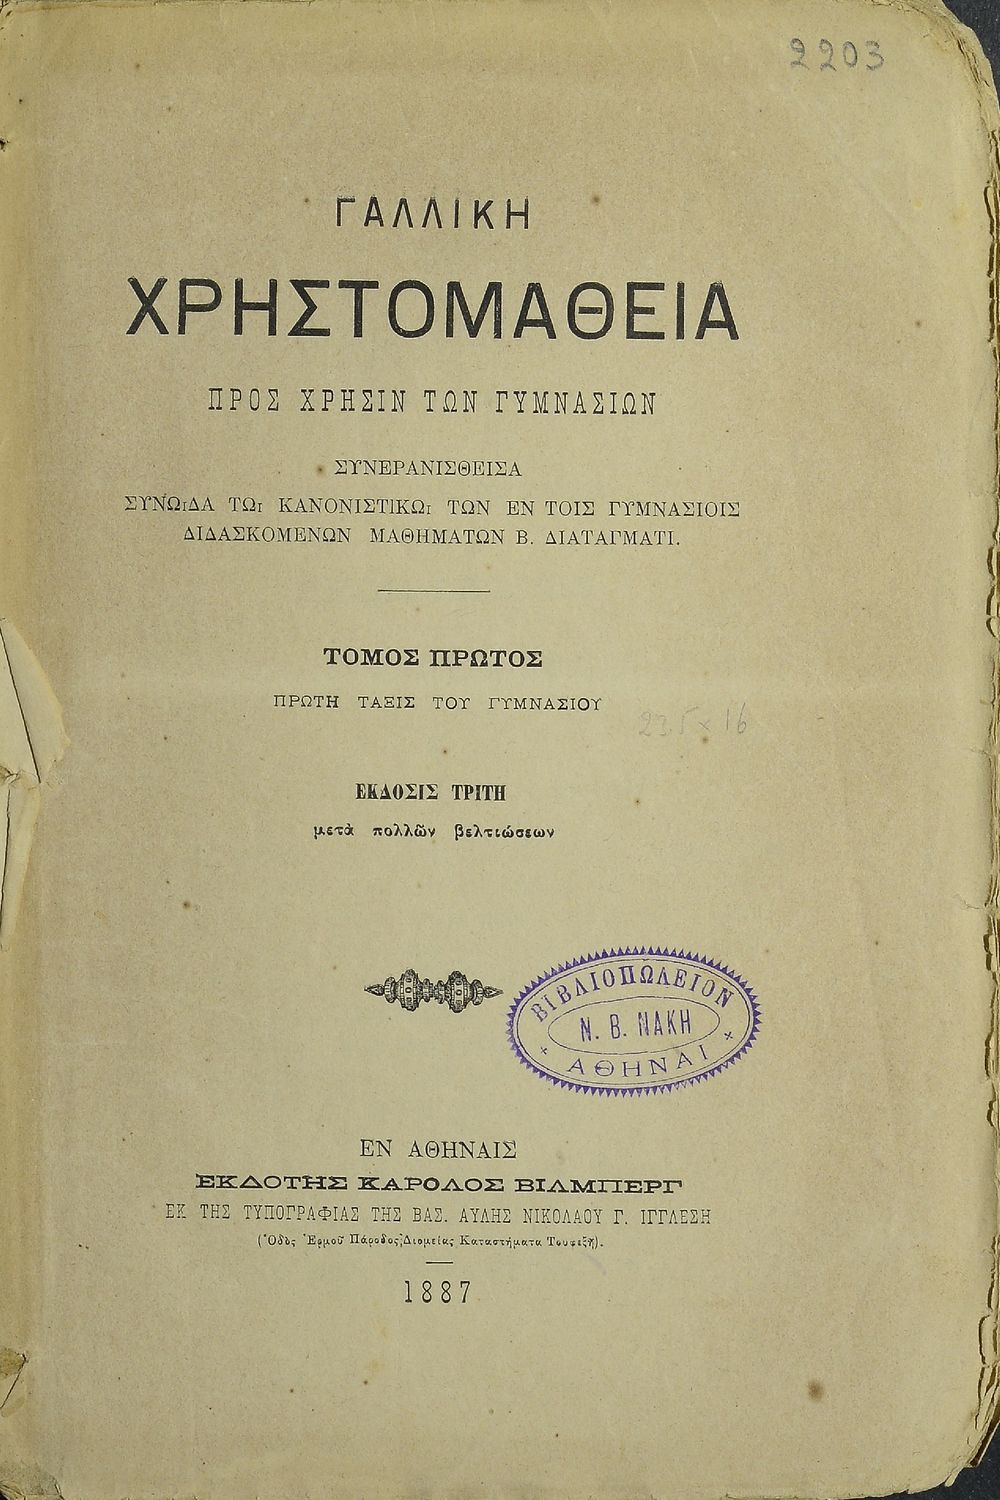 2203
ΓΑΛΛΙΚΗ
ΧΡΗΣΤΟΜΑΘΕΙΑ
ΠΡΟΣ ΧΡΗΣΙΝ ΤΩΝ ΓΥΜΝΑΣΙΩΝ
ΣΥΝΕΡΑΝΙΣΘΕΙΣΑ
ΣΥΝΩιΔΑ ΤΩι ΚΑΝΟΝΙΣΤΙΚΩι ΤΩΝ ΕΝ ΤΟΙΣ ΓΥΜΝΑΣΙΟΙΣ
ΔΙΔΑΣΚΟΜΕΝΩΝ ΜΑΘΗΜΑΤΩΝ Β. ΔΙΑΤΑΓΜΑΤΙ.
ΤΟΜΟΣ ΠΡΩΤΟΣ
ΠΡΩΤΗ ΤΑΞΙΣ ΤΟΥ ΓΥΜΝΑΣΙΟΥ
23.5 × 16
ΕΚΔΟΣΙΣ ΤΡΙΤΗ
μετὰ πολλῶν βελτιώσεων
ΒΙΒΛΙΟΠΩΛΕΙΟΝ
Ν. Β. ΝΑΚΗ
+ ΑΘΗΝΑΙ +
ΕΝ ΑΘΗΝΑΙΣ
ΕΚΔΟΤΗΣ ΚΑΡΟΛΟΣ ΒΙΛΜΠΕΡΓ
ΕΚ ΤΗΣ ΤΥΠΟΓΡΑΦΙΑΣ ΤΗΣ ΒΑΣ. ΑΥΛΗΣ ΝΙΚΟΛΑΟΥ Γ. ΙΓΓΛΕΣΗ
(Ὁδὸς Ἑρμοῦ Πάροδος Διομείας Καταστήματα Τουφεξῆ).
1887